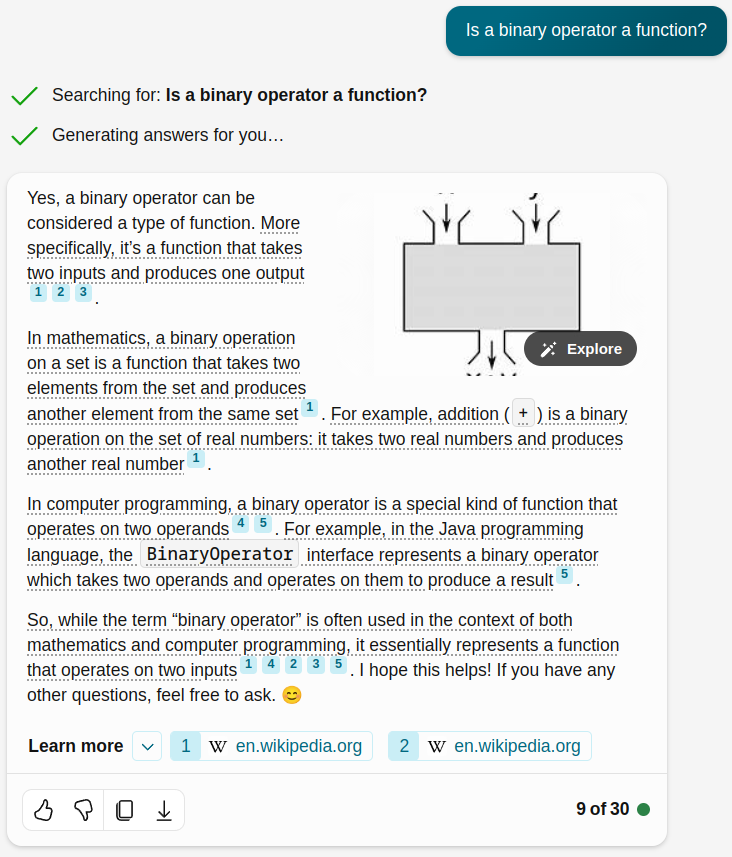 Is a binary operator a function?
Searching for: Is a binary operator a function?
Generating answers for you…
Yes, a binary operator can be
considered a type of function. More
specifically, it’s a function that takes
two inputs and produces one output
1 2 3 .
In mathematics, a binary operation
on a set is a function that takes two
elements from the set and produces
another element from the same set 1 . For example, addition ( + ) is a binary
operation on the set of real numbers: it takes two real numbers and produces
another real number 1 .
In computer programming, a binary operator is a special kind of function that
operates on two operands 4 5 . For example, in the Java programming
language, the BinaryOperator interface represents a binary operator
which takes two operands and operates on them to produce a result 5 .
So, while the term “binary operator” is often used in the context of both
mathematics and computer programming, it essentially represents a function
that operates on two inputs 1 4 2 3 5 . I hope this helps! If you have any
other questions, feel free to ask. 😊
Explore
Learn more 1 W en.wikipedia.org 2 W en.wikipedia.org
9 of 30